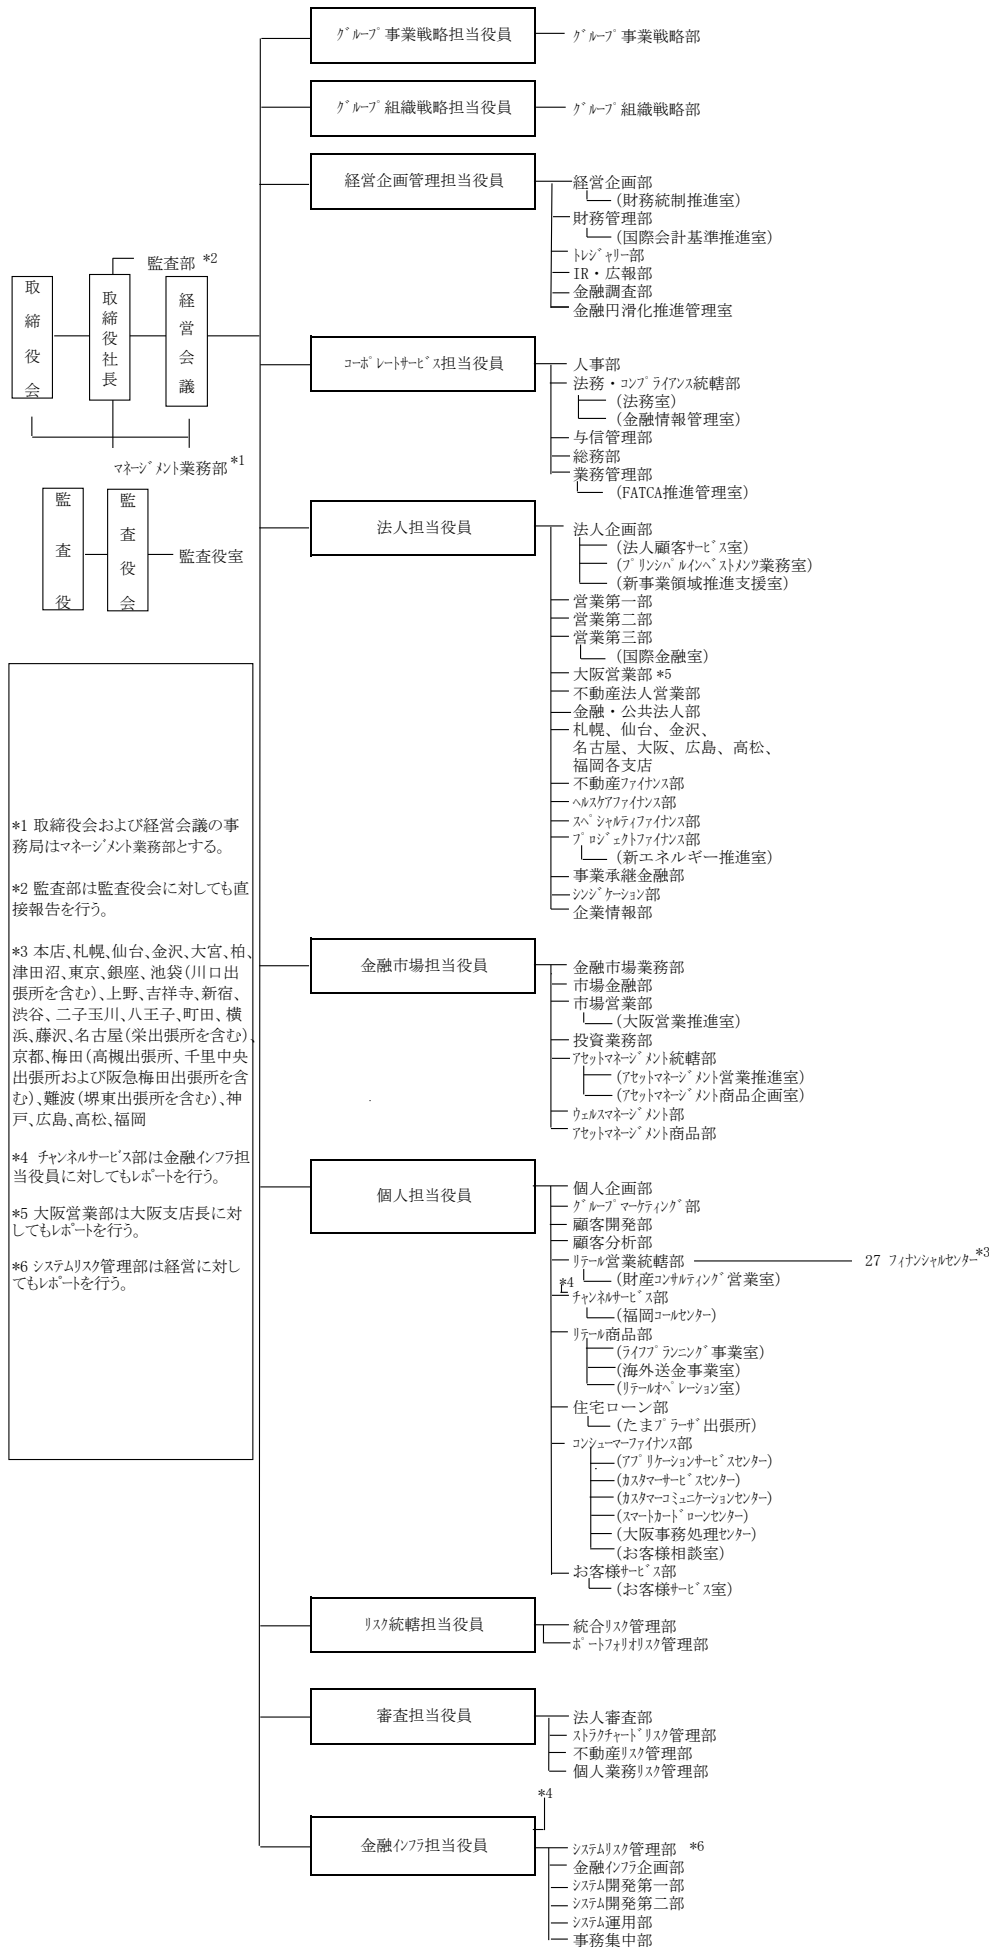 グループ事業戦略担当役員
グループ事業戦略部
グループ組織戦略担当役員
グループ組織戦略部
経営企画管理担当役員
経営企画部
(財務統制推進室)
財務管理部
(国際会計基準推進室)
トレジャリー部
IR・広報部
金融調査部
金融円滑化推進管理室
監査部 *2
取締役会
取締役社長
経営会議
マネージメント業務部 *1
監査役
監査役会
監査役室
コーポレートサービス担当役員
人事部
法務・コンプライアンス統轄部
(法務室)
(金融情報管理室)
与信管理部
総務部
業務管理部
(FATCA推進管理室)
法人担当役員
法人企画部
(法人顧客サービス室)
(プリンシパルインベストメンツ業務室)
(新事業領域推進支援室)
営業第一部
営業第二部
営業第三部
(国際金融室)
大阪営業部 *5
不動産法人営業部
金融・公共法人部
札幌、仙台、金沢、
名古屋、大阪、広島、高松、
福岡各支店
不動産ファイナンス部
ヘルスケアファイナンス部
スペシャルティファイナンス部
プロジェクトファイナンス部
(新エネルギー推進室)
事業承継金融部
シンジケーション部
企業情報部
*1 取締役会および経営会議の事
務局はマネージメント業務部とする。
*2 監査部は監査役会に対しても直
接報告を行う。
*3 本店、札幌、仙台、金沢、大宮、柏、
津田沼、東京、銀座、池袋(川口出
張所を含む)、上野、吉祥寺、新宿、
渋谷、二子玉川、八王子、町田、横
浜、藤沢、名古屋(栄出張所を含む)、
京都、梅田(高槻出張所、千里中央
出張所および阪急梅田出張所を含
む)、難波(堺東出張所を含む)、神
戸、広島、高松、福岡
*4 チャンネルサービス部は金融インフラ担
当役員に対してもレポートを行う。
*5 大阪営業部は大阪支店長に対
してもレポートを行う。
*6 システムリスク管理部は経営に対し
てもレポートを行う。
金融市場担当役員
金融市場業務部
市場金融部
市場営業部
(大阪営業推進室)
投資業務部
アセットマネージメント統轄部
(アセットマネージメント営業推進室)
(アセットマネージメント商品企画室)
ウェルスマネージメント部
アセットマネージメント商品部
個人担当役員
個人企画部
グループマーケティング部
顧客開発部
顧客分析部
リテール営業統轄部
27 フィナンシャルセンター *3
(財産コンサルティング営業室)
*4
チャンネルサービス部
(福岡コールセンター)
リテール商品部
(ライフプランニング事業室)
(海外送金事業室)
(リテールオペレーション室)
住宅ローン部
(たまプラーザ出張所)
コンシューマーファイナンス部
(アプリケーションサービスセンター)
(カスタマーサービスセンター)
(カスタマーコミュニケーションセンター)
(スマートカードローンセンター)
(大阪事務処理センター)
(お客様相談室)
お客様サービス部
(お客様サービス室)
リスク統轄担当役員
統合リスク管理部
ポートフォリオリスク管理部
審査担当役員
法人審査部
ストラクチャードリスク管理部
不動産リスク管理部
個人業務リスク管理部
*4
金融インフラ担当役員
システムリスク管理部 *6
金融インフラ企画部
システム開発第一部
システム開発第二部
システム運用部
事務集中部